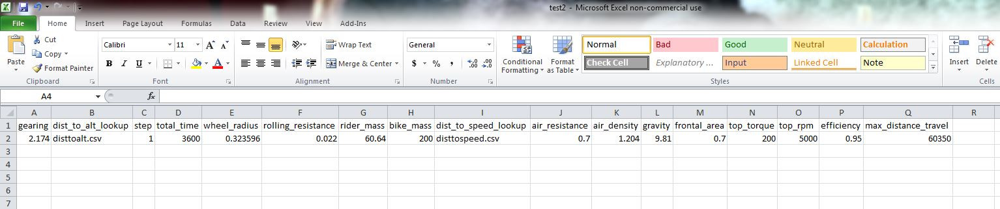 test2 - Microsoft Excel non-commercial use
File Home Insert Page Layout Formulas Data Review View Add-Ins
Cut
Copy
Format Painter
Paste
Calibri 11 A A
B I U A
Wrap Text
Merge & Center
General
$ % , .00 .0
Conditional Formatting
Format as Table
Normal Bad Good Neutral Calculation
Check Cell Explanatory ... Input Linked Cell Note
Insert Delete
Clipboard Font Alignment Number Styles Cells
A4 fx
A B C D E F G H I J K L M N O P Q R
1 gearing dist_to_alt_lookup step total_time wheel_radius rolling_resistance rider_mass bike_mass dist_to_speed_lookup air_resistance air_density gravity frontal_area top_torque top_rpm efficiency max_distance_travel
2 2.174 disttoalt.csv 1 3600 0.323596 0.022 60.64 200 disttospeed.csv 0.7 1.204 9.81 0.7 200 5000 0.95 60350
3
4
5
6
7